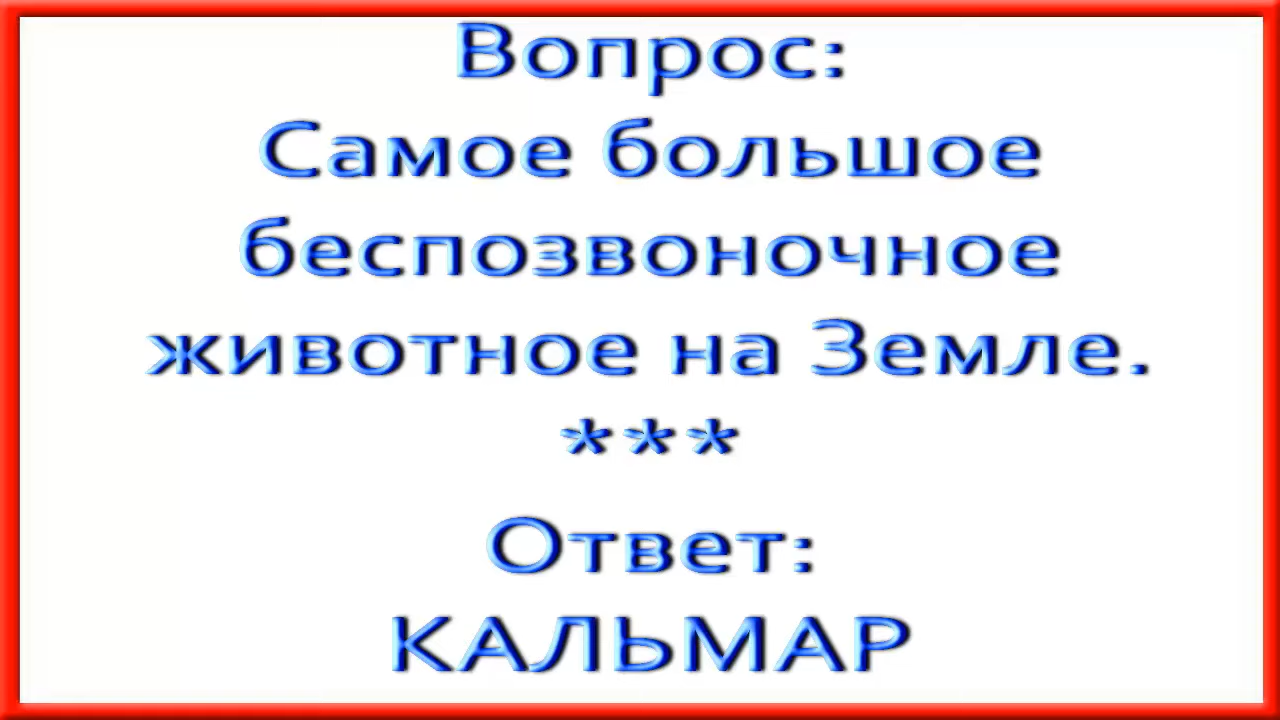 Вопрос:
Самое большое
беспозвоночное
животное на Земле.
***
Ответ:
КАЛЬМАР